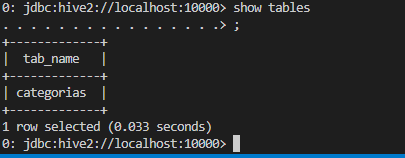 0: jdbc:hive2://localhost:10000> show tables
. . . . . . . . . . . . . . . . .> ;
+-------------+
|  tab_name   |
+-------------+
| categorias  |
+-------------+
1 row selected (0.033 seconds)
0: jdbc:hive2://localhost:10000>